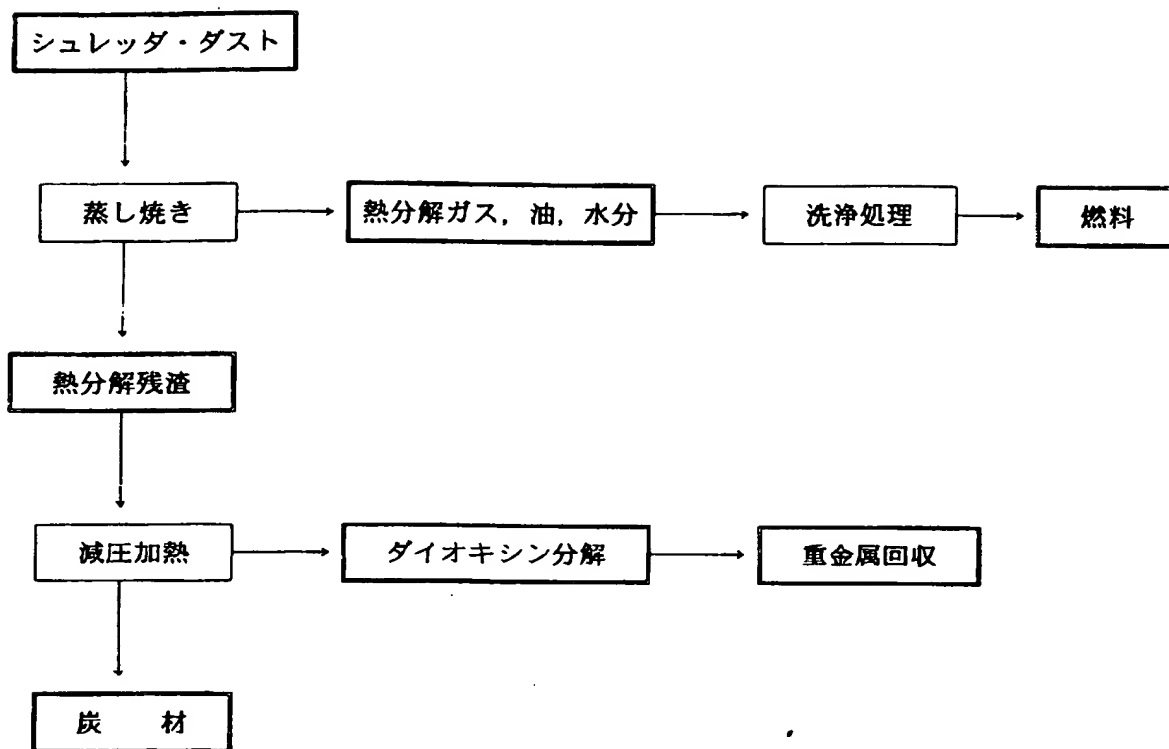 シュレッダ・ダスト
蒸し焼き
熱分解ガス，油，水分
洗浄処理
燃料
熱分解残渣
減圧加熱
ダイオキシン分解
重金属回収
炭　材